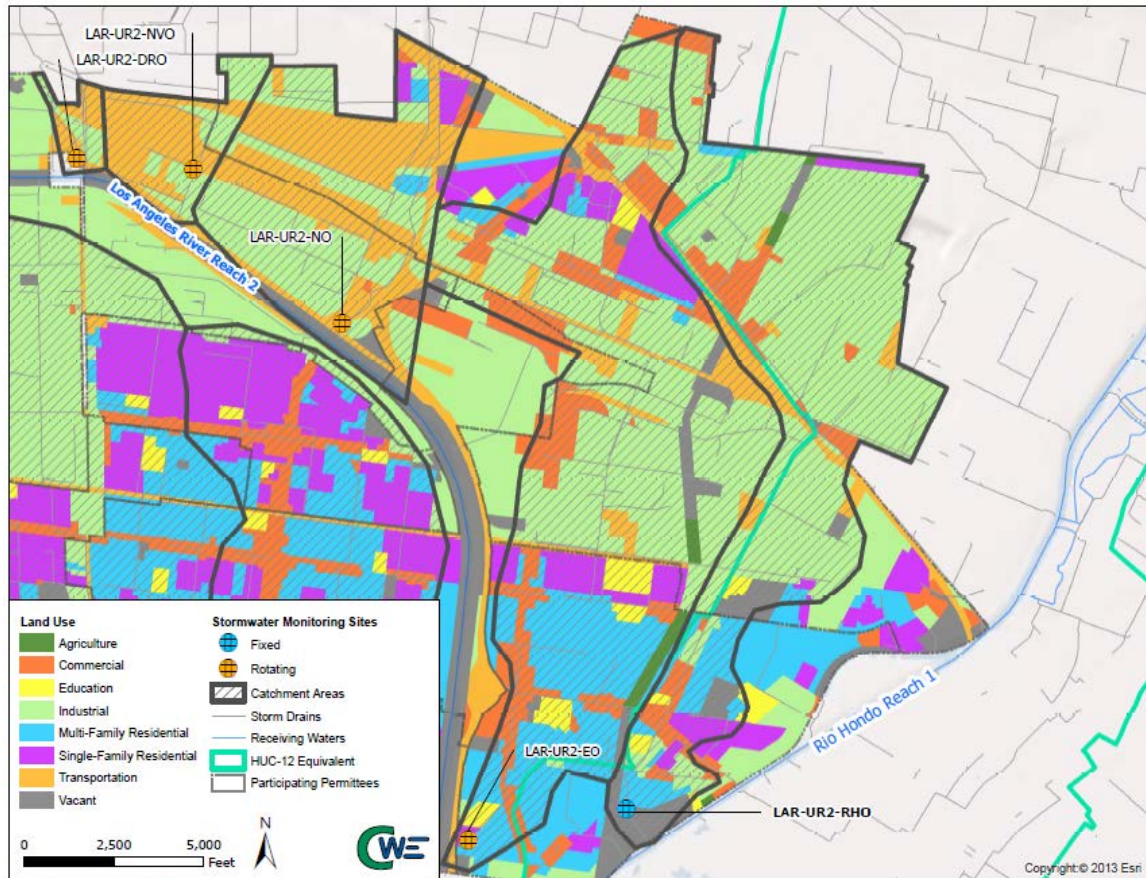 LAR-UR2-NVO
LAR-UR2-DRO
Los Angeles River Reach 2
LAR-UR2-NO
Land Use
Agriculture
Commercial
Education
Industrial
Multi-Family Residential
Single-Family Residential
Transportation
Vacant
Stormwater Monitoring Sites
Fixed
Rotating
Catchment Areas
Storm Drains
Receiving Waters
HUC-12 Equivalent
Participating Permittees
0 2,500 5,000
Feet
N
CWE
Rio Hondo Reach 1
LAR-UR2-EO
LAR-UR2-RHO
Copyright:© 2013 Esri